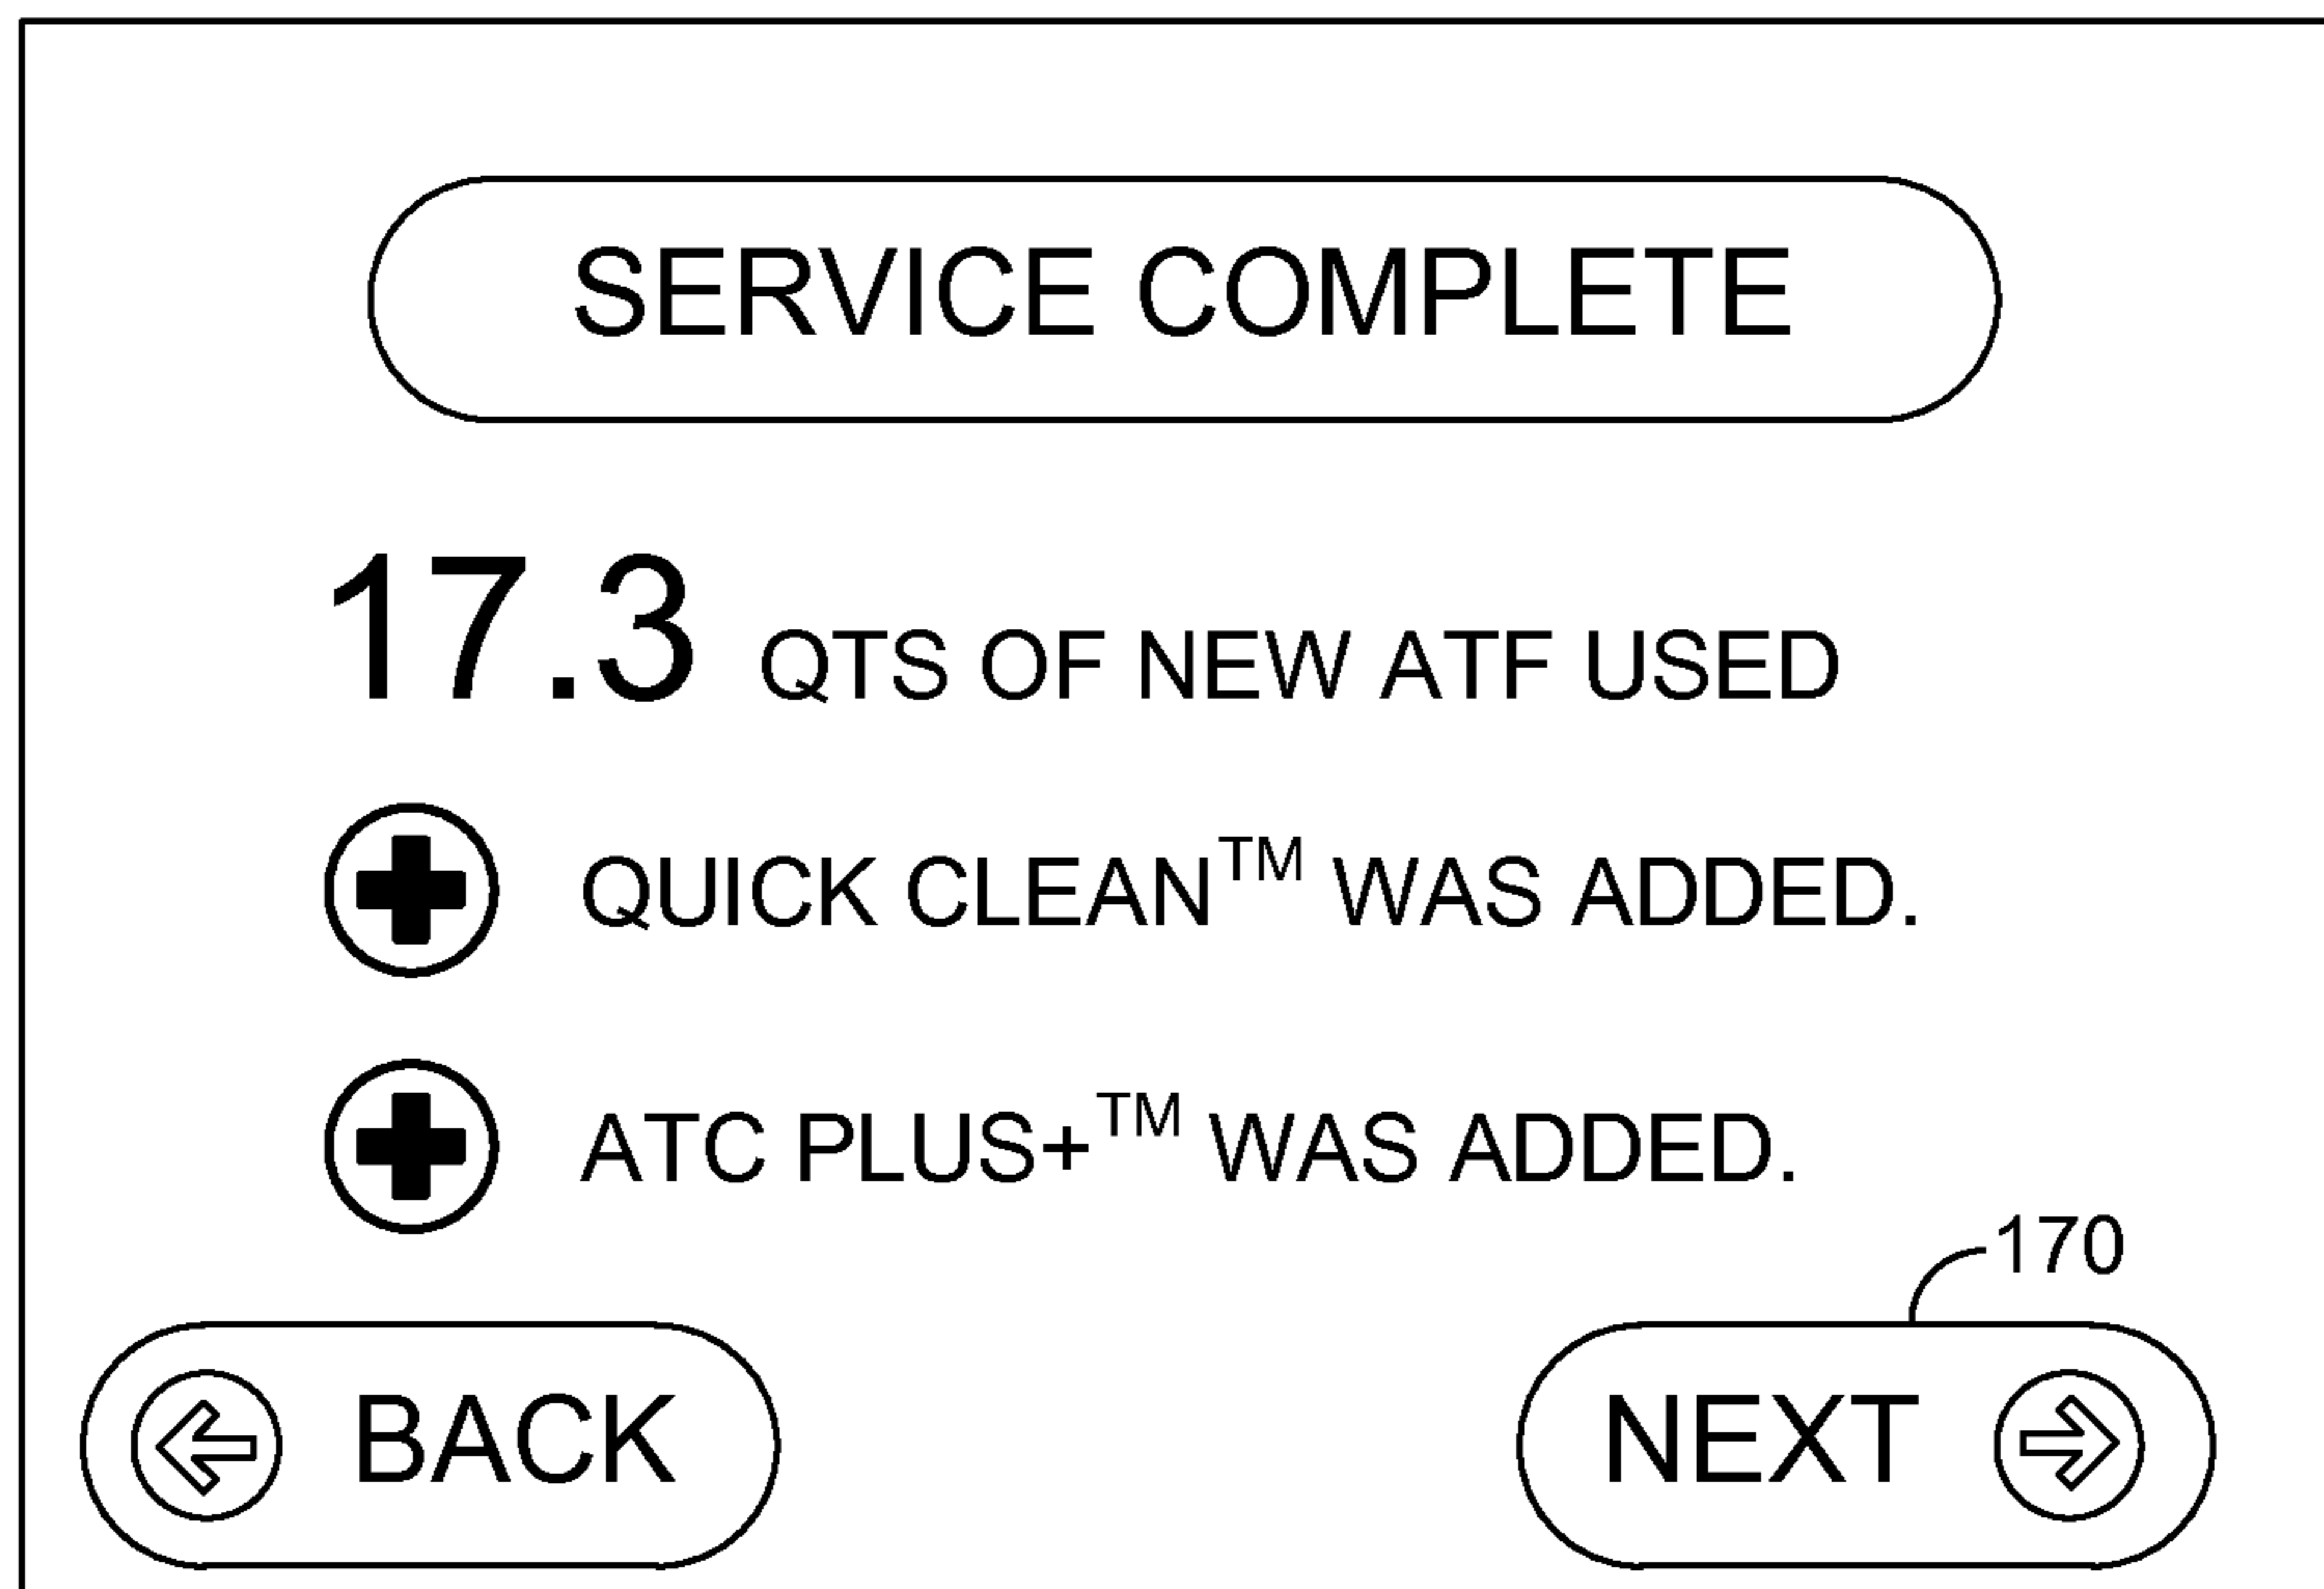 SERVICE COMPLETE
17.3 QTS OF NEW ATF USED
QUICK CLEAN™ WAS ADDED.
ATC PLUS+™ WAS ADDED.
170
BACK
NEXT